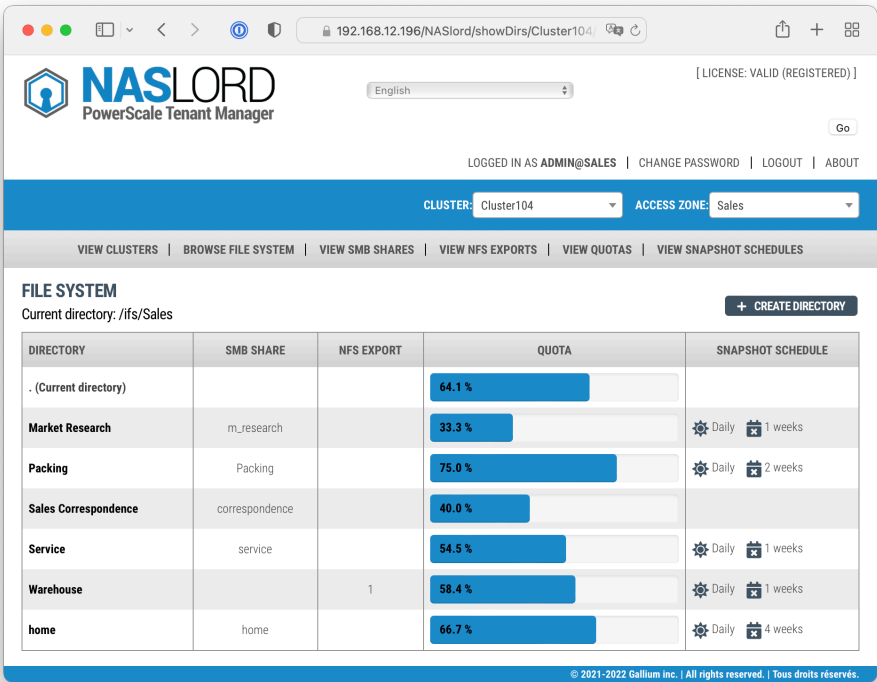 192.168.12.196/NASlord/showDirs/Cluster104/
NASLORD
PowerScale Tenant Manager
English
[ LICENSE: VALID (REGISTERED) ]
Go
LOGGED IN AS ADMIN@SALES | CHANGE PASSWORD | LOGOUT | ABOUT
CLUSTER: Cluster104 ACCESS ZONE: Sales
VIEW CLUSTERS | BROWSE FILE SYSTEM | VIEW SMB SHARES | VIEW NFS EXPORTS | VIEW QUOTAS | VIEW SNAPSHOT SCHEDULES
FILE SYSTEM
Current directory: /ifs/Sales
+ CREATE DIRECTORY
DIRECTORY SMB SHARE NFS EXPORT QUOTA SNAPSHOT SCHEDULE
. (Current directory) 64.1 %
Market Research m_research 33.3 % Daily 1 weeks
Packing Packing 75.0 % Daily 2 weeks
Sales Correspondence correspondence 40.0 %
Service service 54.5 % Daily 1 weeks
Warehouse 1 58.4 % Daily 1 weeks
home home 66.7 % Daily 4 weeks
© 2021-2022 Gallium inc. | All rights reserved. | Tous droits réservés.